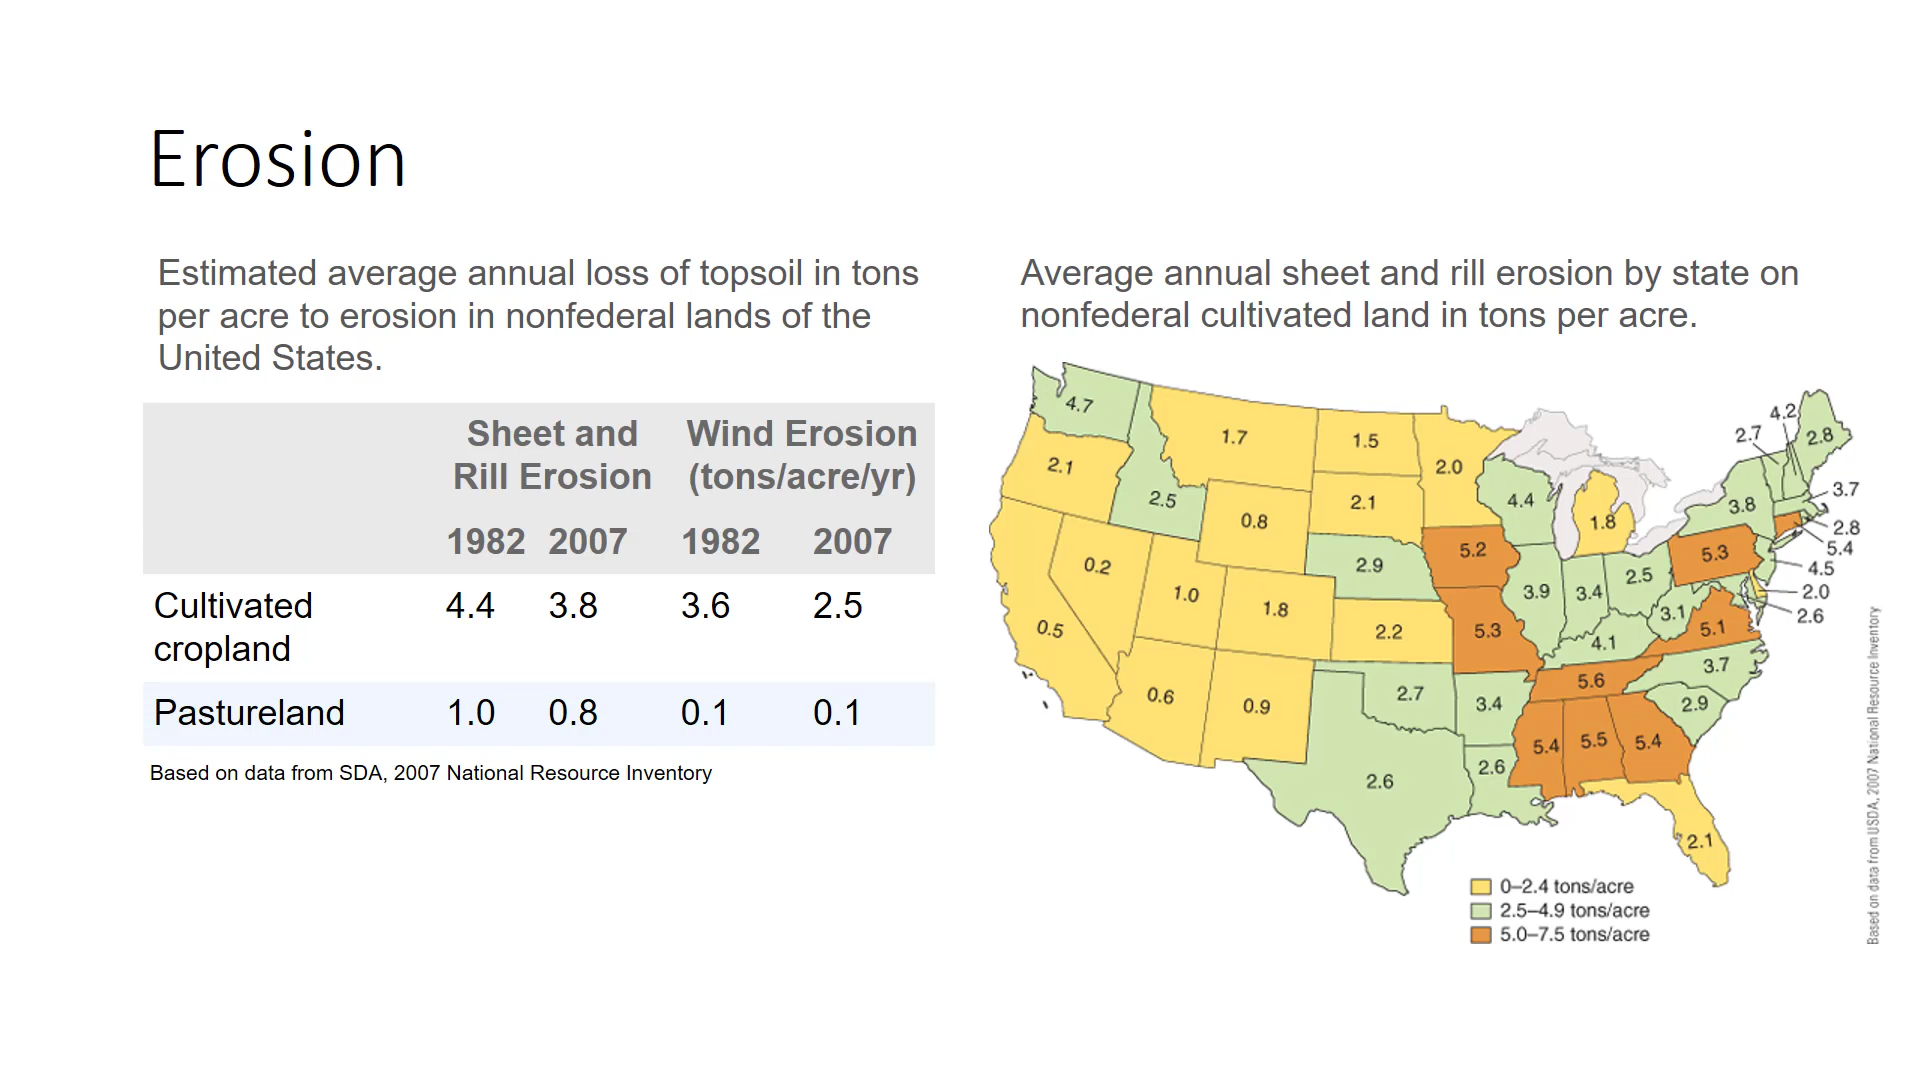 Erosion
Estimated average annual loss of topsoil in tons
per acre to erosion in nonfederal lands of the
United States.
Sheet and Wind Erosion
Rill Erosion (tons/acre/yr)
1982 2007 1982 2007
Cultivated 4.4 3.8 3.6 2.5
cropland
Pastureland 1.0 0.8 0.1 0.1
Based on data from SDA, 2007 National Resource Inventory
Average annual sheet and rill erosion by state on
nonfederal cultivated land in tons per acre.
4.7
2.1
2.5
1.7
1.5
2.0
2.1
0.8
4.4
1.8
4.2
2.7
2.8
3.8
3.7
2.8
5.4
4.5
2.0
2.6
5.3
5.2
2.9
0.2
1.0
1.8
0.5
2.2
5.3
3.9
3.4
2.5
3.1
5.1
4.1
3.7
0.6
0.9
2.7
3.4
5.6
2.9
5.4
5.5
5.4
2.6
2.6
2.1
0–2.4 tons/acre
2.5–4.9 tons/acre
5.0–7.5 tons/acre
Based on data from USDA, 2007 National Resource Inventory